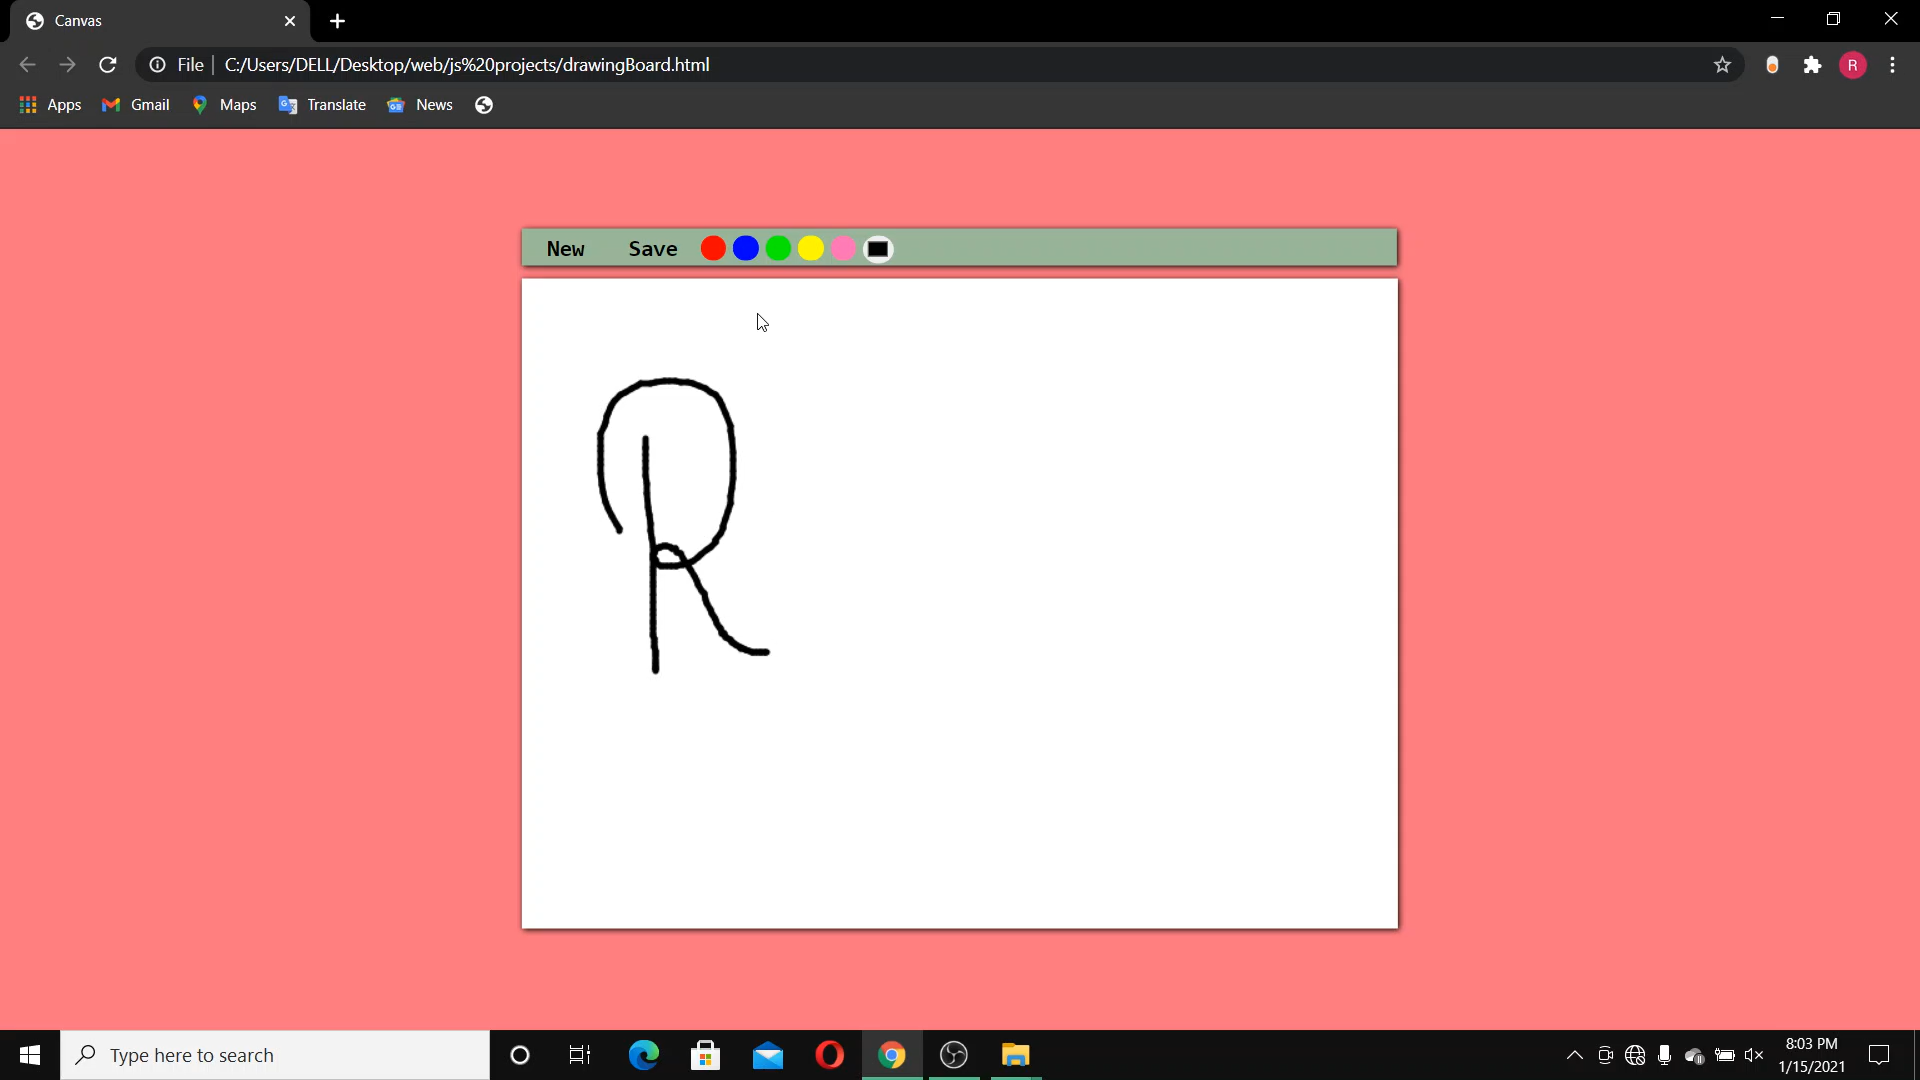 Canvas
File C:/Users/DELL/Desktop/web/js%20projects/drawingBoard.html
R
Apps Gmail Maps Translate News
New Save
R
Type here to search
8:03 PM
1/15/2021